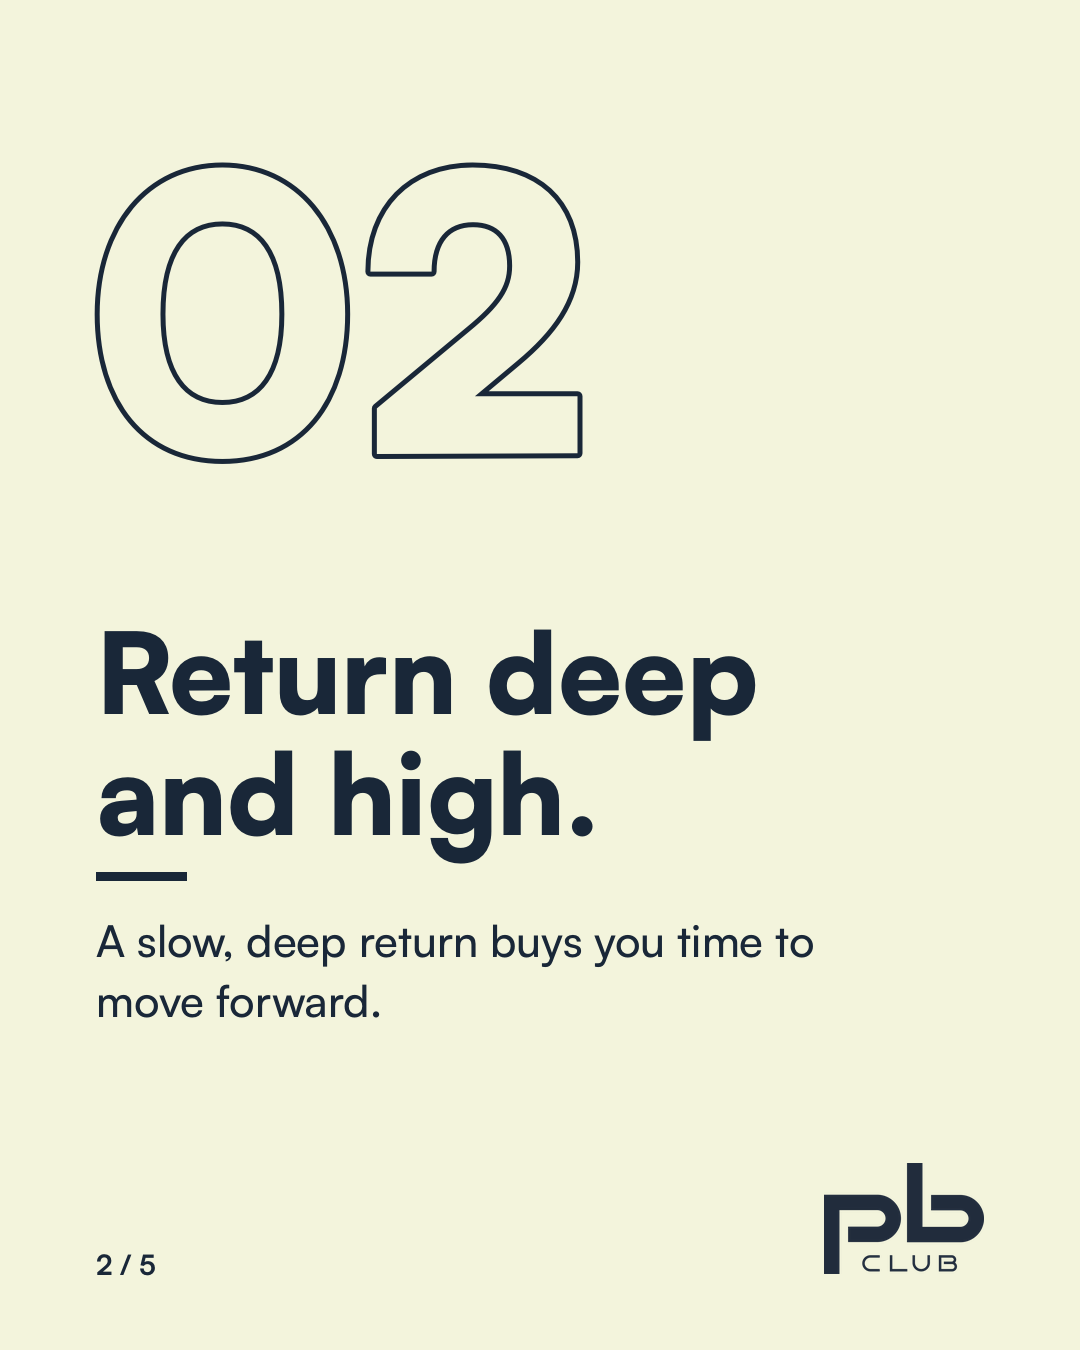 02
Return deep
and high.
A slow, deep return buys you time to
move forward.
2 / 5
pb
CLUB